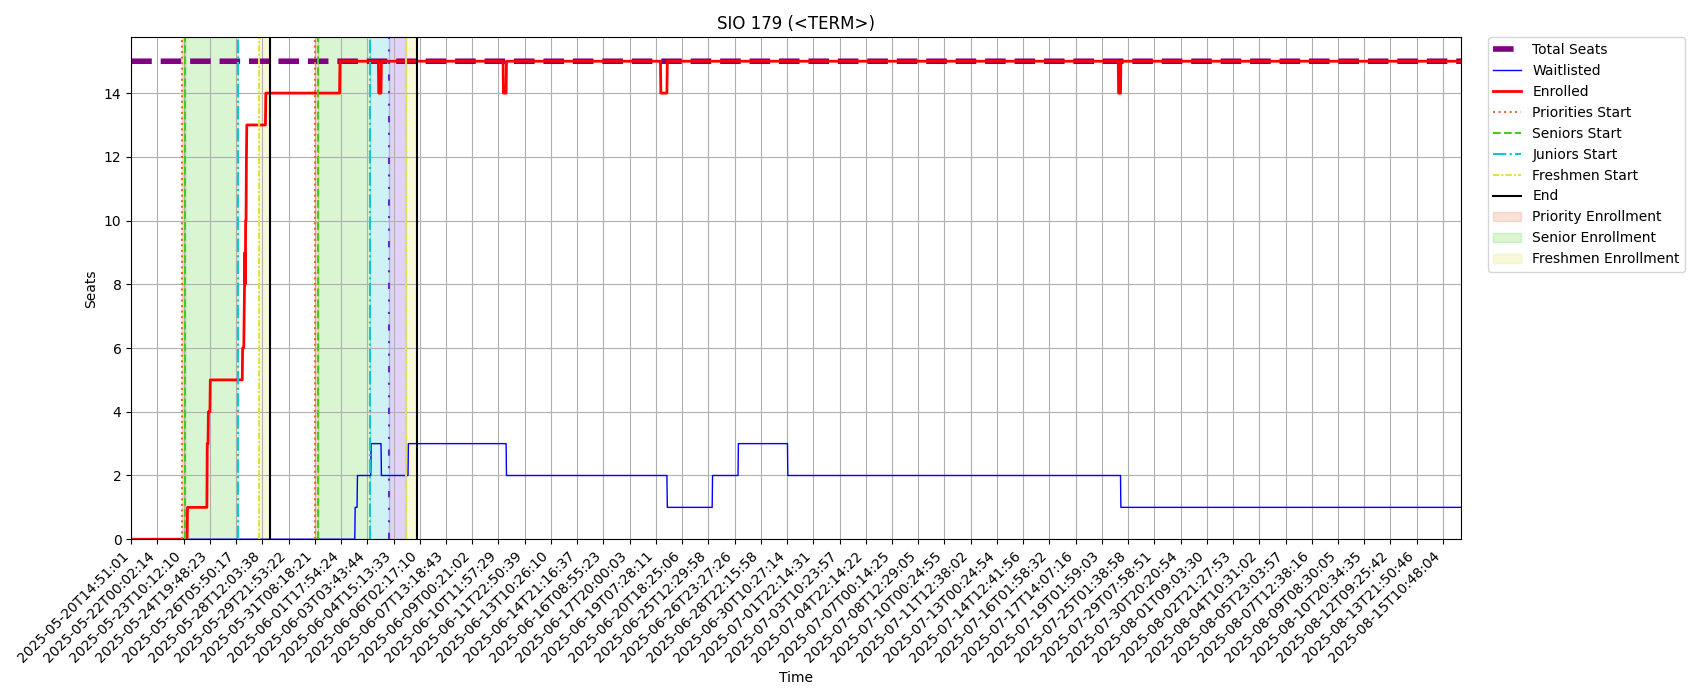 SIO 179 (<TERM>)
Seats
14
12
10
8
6
4
2
0
2025-05-20T14:51:01
2025-05-22T00:02:14
2025-05-23T10:12:10
2025-05-24T19:48:23
2025-05-26T05:50:17
2025-05-28T12:03:38
2025-05-29T21:53:22
2025-05-31T08:18:21
2025-06-01T17:54:24
2025-06-03T03:43:44
2025-06-04T15:13:33
2025-06-06T02:17:10
2025-06-07T13:18:43
2025-06-09T00:21:02
2025-06-10T11:57:29
2025-06-11T22:50:39
2025-06-13T10:26:10
2025-06-14T21:16:37
2025-06-16T08:55:23
2025-06-17T20:00:03
2025-06-19T07:28:11
2025-06-20T18:25:06
2025-06-25T12:29:58
2025-06-26T23:27:26
2025-06-28T22:15:58
2025-06-30T10:27:14
2025-07-01T22:14:31
2025-07-03T10:23:57
2025-07-04T22:14:22
2025-07-07T00:14:25
2025-07-08T12:29:05
2025-07-10T00:24:55
2025-07-11T12:38:02
2025-07-13T00:24:54
2025-07-14T12:41:56
2025-07-16T01:58:32
2025-07-17T14:07:16
2025-07-19T01:59:03
2025-07-25T01:38:58
2025-07-29T07:58:51
2025-07-30T20:20:54
2025-08-01T09:03:30
2025-08-02T21:27:53
2025-08-04T10:31:02
2025-08-05T23:03:57
2025-08-07T12:38:16
2025-08-09T08:30:05
2025-08-10T20:34:35
2025-08-12T09:25:42
2025-08-13T21:50:46
2025-08-15T10:48:04
Time
Total Seats
Waitlisted
Enrolled
Priorities Start
Seniors Start
Juniors Start
Freshmen Start
End
Priority Enrollment
Senior Enrollment
Freshmen Enrollment